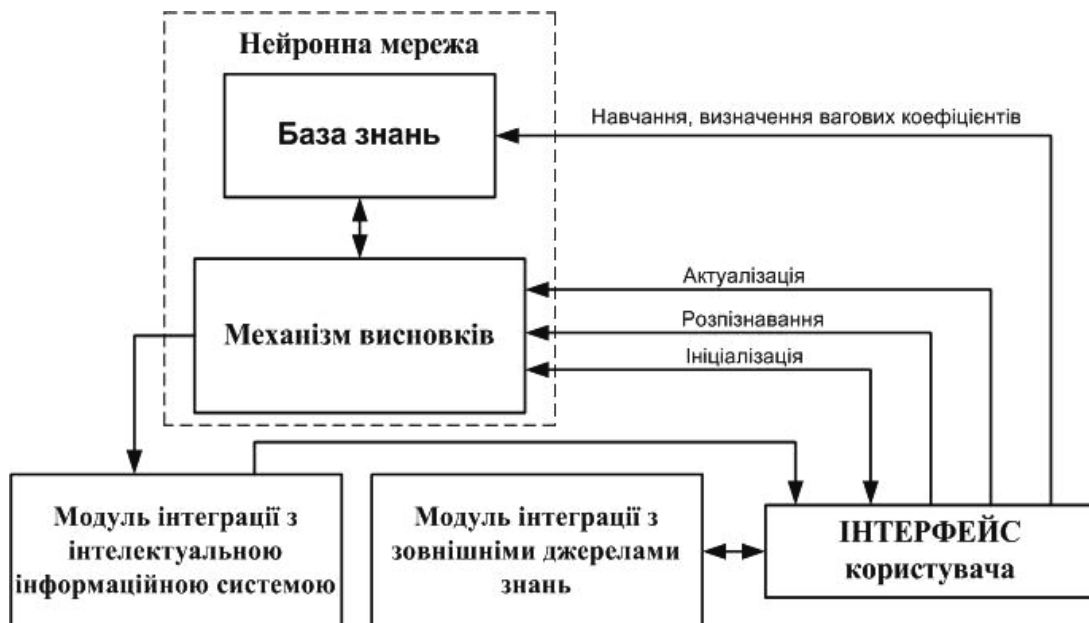 Нейронна мережа
База знань
Навчання, визначення вагових коефіцієнтів
Механізм висновків
Актуалізація
Розпізнавання
Ініціалізація
Модуль інтеграції з
інтелектуальною
інформаційною системою
Модуль інтеграції з
зовнішніми джерелами
знань
ІНТЕРФЕЙС
користувача